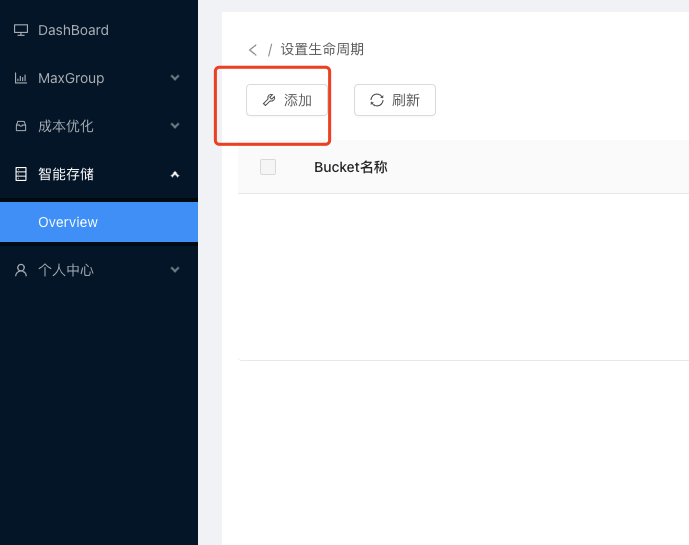 DashBoard
MaxGroup
成本优化
智能存储
Overview
个人中心
/ 设置生命周期
添加
刷新
Bucket名称